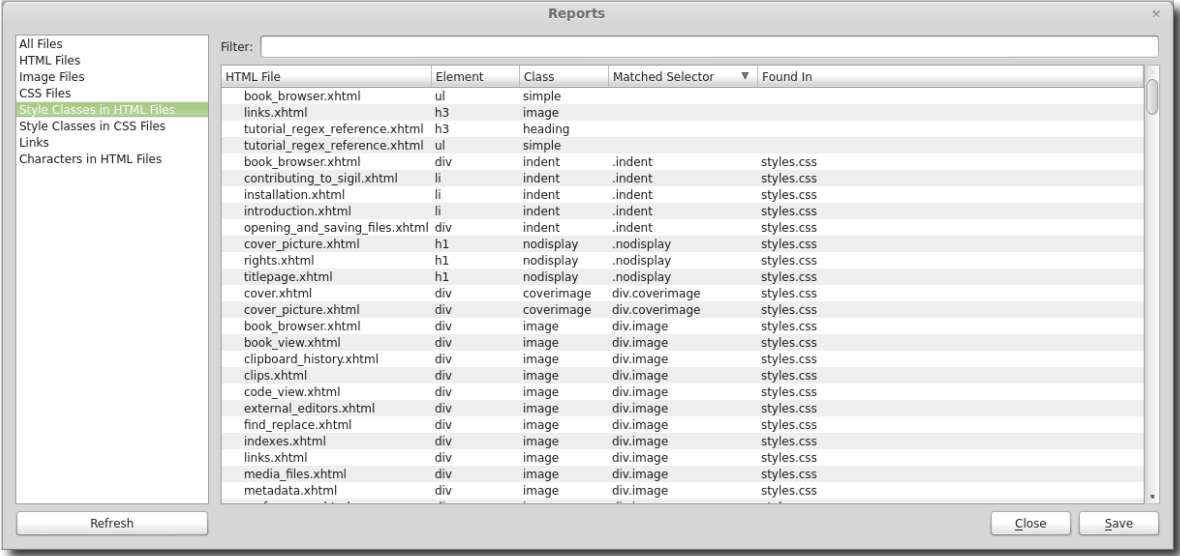 Reports
All Files
HTML Files
Image Files
CSS Files
Style Classes in HTML Files
Style Classes in CSS Files
Links
Characters in HTML Files
Filter:
HTML File Element Class Matched Selector Found In
book_browser.xhtml ul simple
links.xhtml h3 image
tutorial_regex_reference.xhtml h3 heading
tutorial_regex_reference.xhtml ul simple
book_browser.xhtml div indent .indent styles.css
contributing_to_sigil.xhtml li indent .indent styles.css
installation.xhtml li indent .indent styles.css
introduction.xhtml li indent .indent styles.css
opening_and_saving_files.xhtml div indent .indent styles.css
cover_picture.xhtml h1 nodisplay .nodisplay styles.css
rights.xhtml h1 nodisplay .nodisplay styles.css
titlepage.xhtml h1 nodisplay .nodisplay styles.css
cover.xhtml div coverimage div.coverimage styles.css
cover_picture.xhtml div coverimage div.coverimage styles.css
book_browser.xhtml div image div.image styles.css
book_view.xhtml div image div.image styles.css
clipboard_history.xhtml div image div.image styles.css
clips.xhtml div image div.image styles.css
code_view.xhtml div image div.image styles.css
external_editors.xhtml div image div.image styles.css
find_replace.xhtml div image div.image styles.css
indexes.xhtml div image div.image styles.css
links.xhtml div image div.image styles.css
media_files.xhtml div image div.image styles.css
metadata.xhtml div image div.image styles.css
Refresh
Close
Save